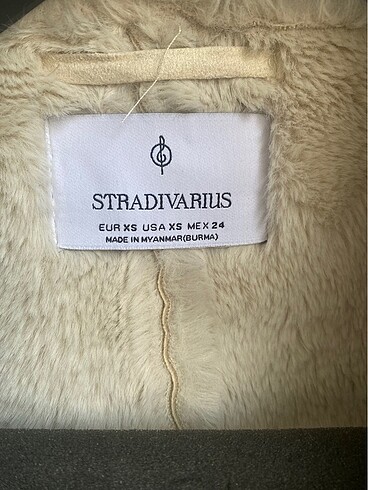 STRADIVARIUS
EUR XS USA XS MEX 24
MADE IN MYANMAR(BURMA)